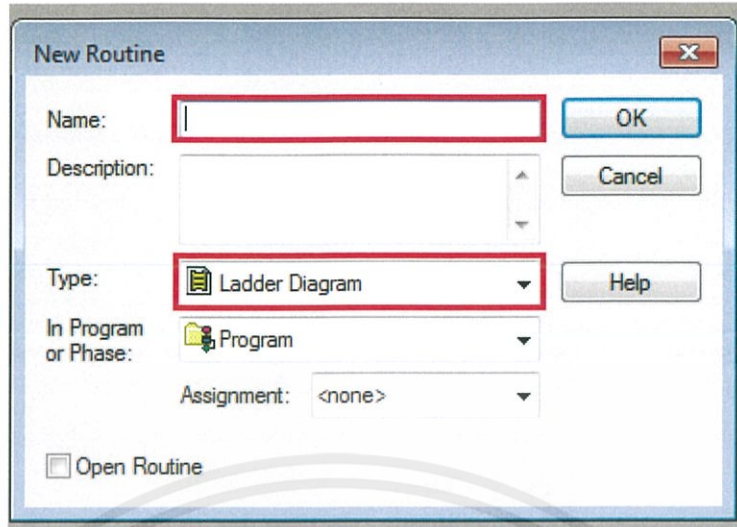 New Routine
Name:
OK
Description:
Cancel
Type:
Ladder Diagram
Help
In Program
or Phase:
Program
Assignment:
<none>
Open Routine